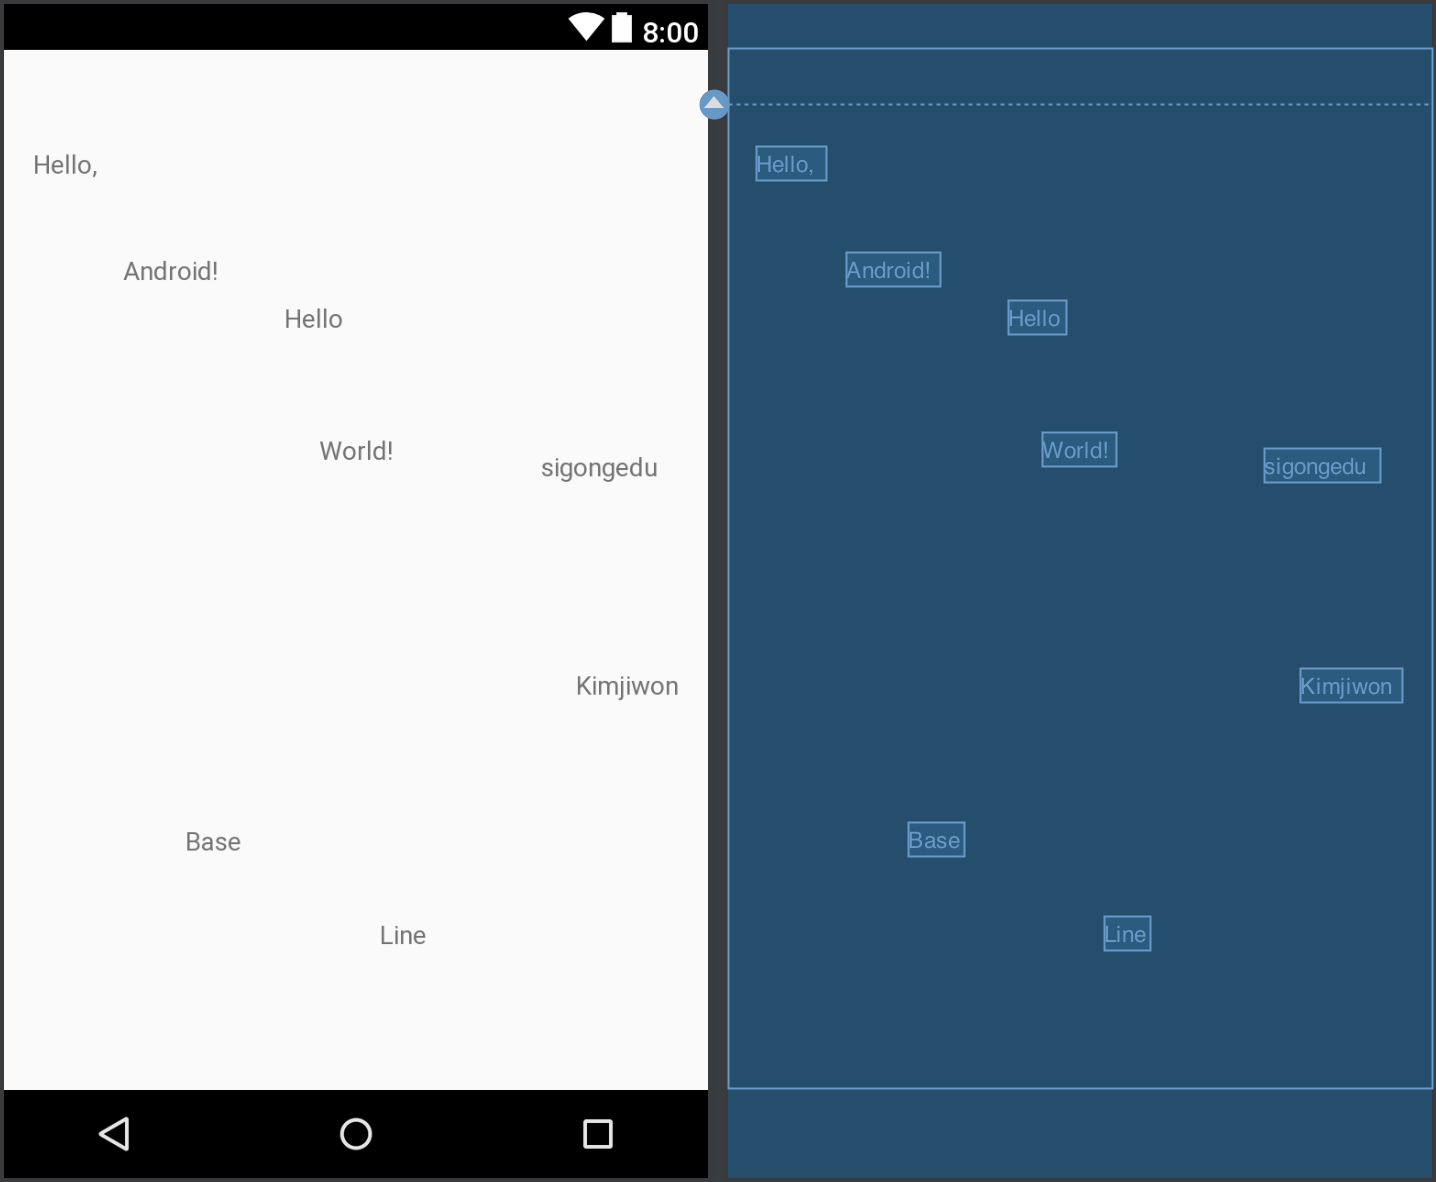 8:00
Hello,
Android!
Hello
World!
sigongedu
Kimjiwon
Base
Line
Hello,
Android!
Hello
World!
sigongedu
Kimjiwon
Base
Line